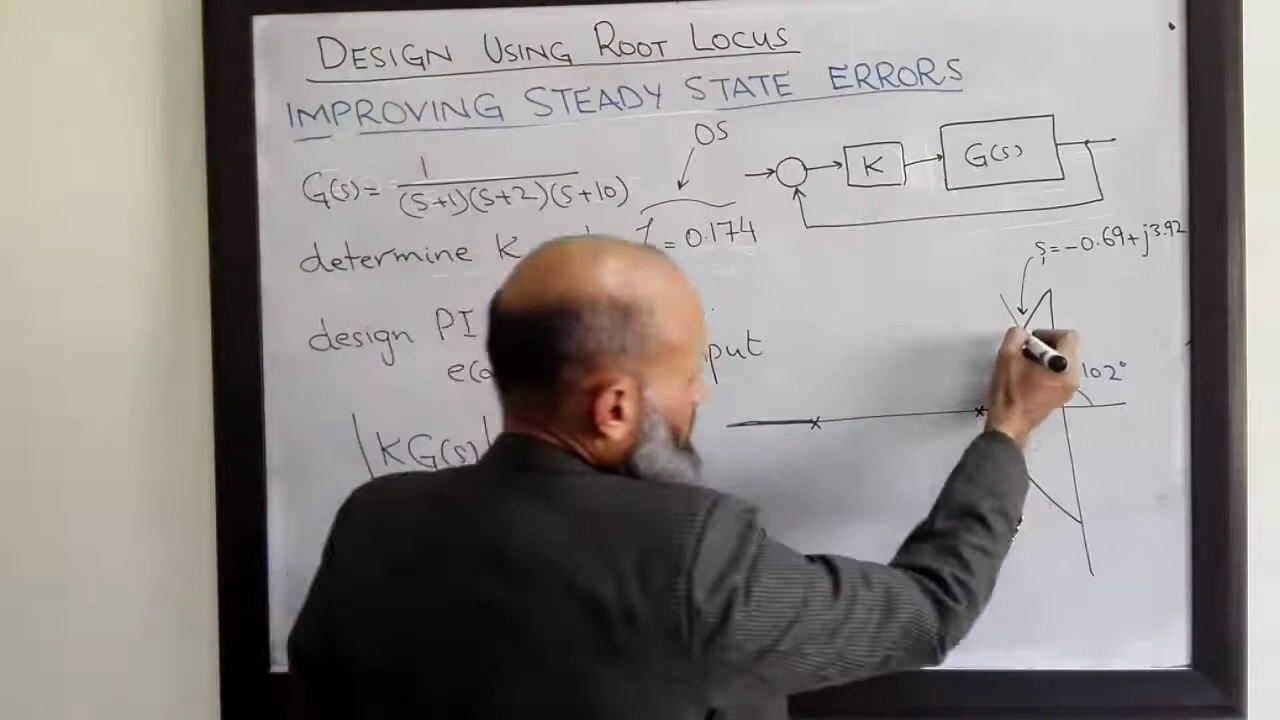 DESIGN USING ROOT LOCUS
IMPROVING STEADY STATE ERRORS
OS
G(s)= 1
(S+1)(S+2)(S+10)
K
G(s)
determine K
= 0.174
S₁=-0.69+j3.92
design PI
102°
|KG(s)|